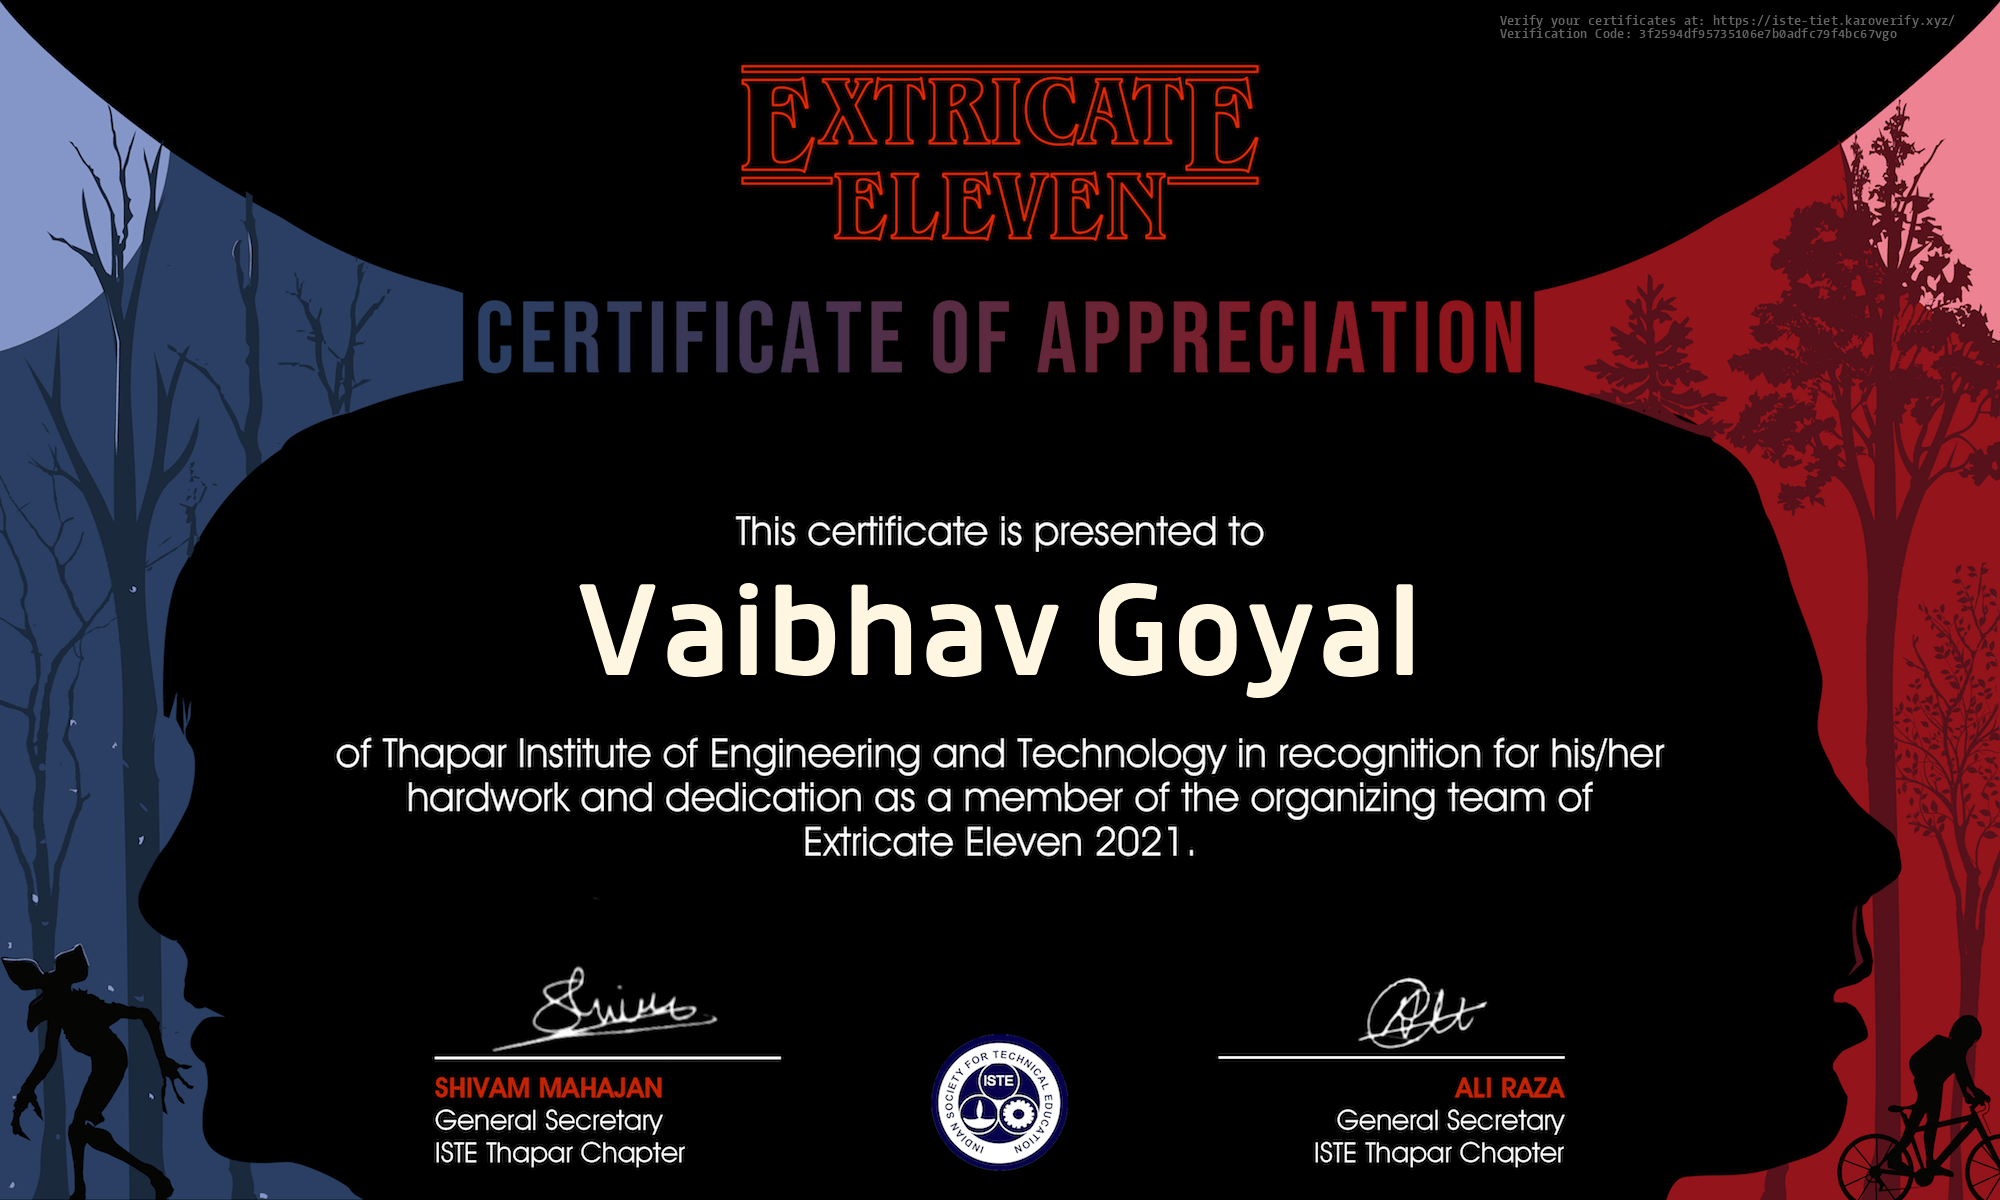 Verify your certificates at: https://iste-tiet.karoverify.xyz/
Verification Code: 3f2594df95735106e7b0adfc79f4bc67vgo
EXTRICATE
ELEVEN
CERTIFICATE OF APPRECIATION
This certificate is presented to
Vaibhav Goyal
of Thapar Institute of Engineering and Technology in recognition for his/her
hardwork and dedication as a member of the organizing team of
Extricate Eleven 2021.
SHIVAM MAHAJAN
General Secretary
ISTE Thapar Chapter
INDIAN SOCIETY FOR TECHNICAL EDUCATION
ISTE
ALI RAZA
General Secretary
ISTE Thapar Chapter